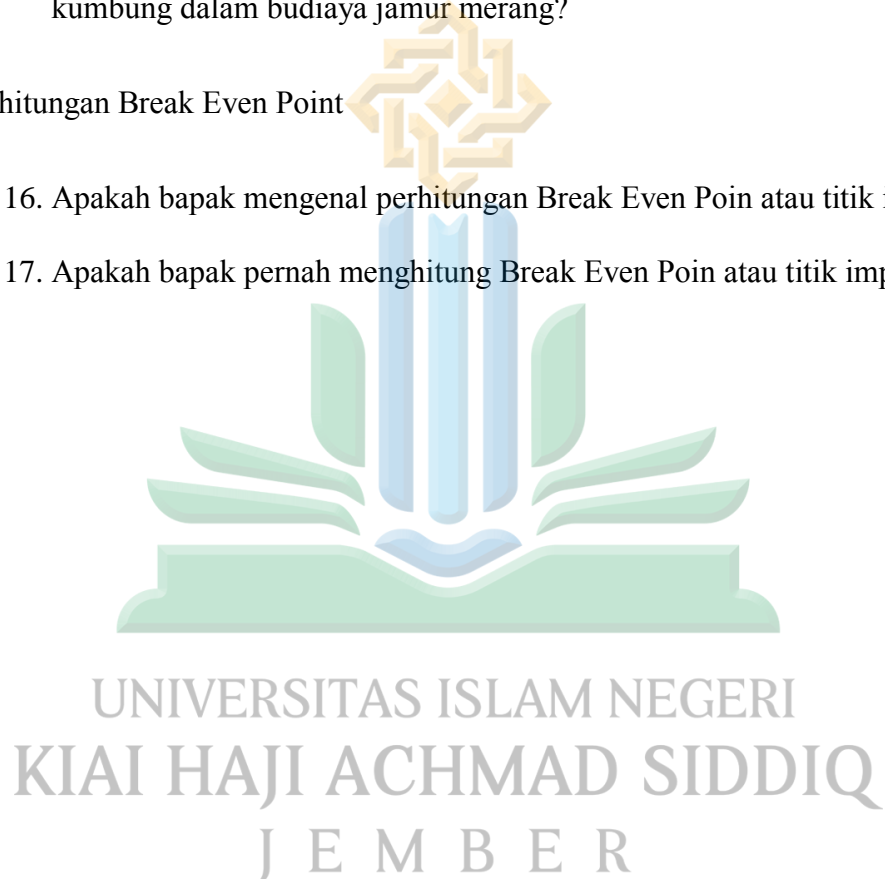 kumbung dalam budiaya jamur merang?
hitungan Break Even Point
16. Apakah bapak mengenal perhitungan Break Even Poin atau titik
17. Apakah bapak pernah menghitung Break Even Poin atau titik imp
UNIVERSITAS ISLAM NEGERI
KIAI HAJI ACHMAD SIDDIQ
J E M B E R